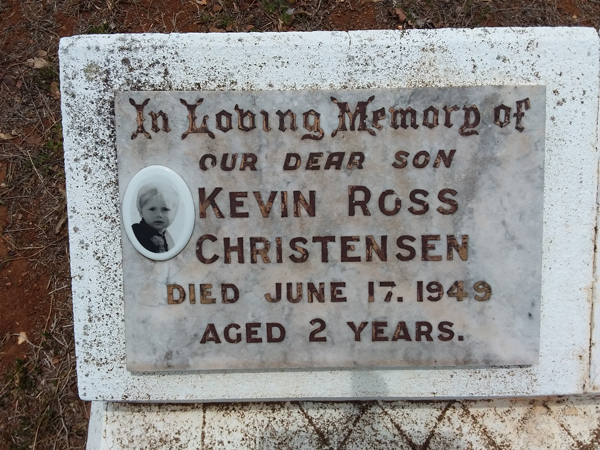 In Loving Memory of
OUR DEAR SON
KEVIN ROSS
CHRISTENSEN
DIED JUNE 17. 1949
AGED 2 YEARS.